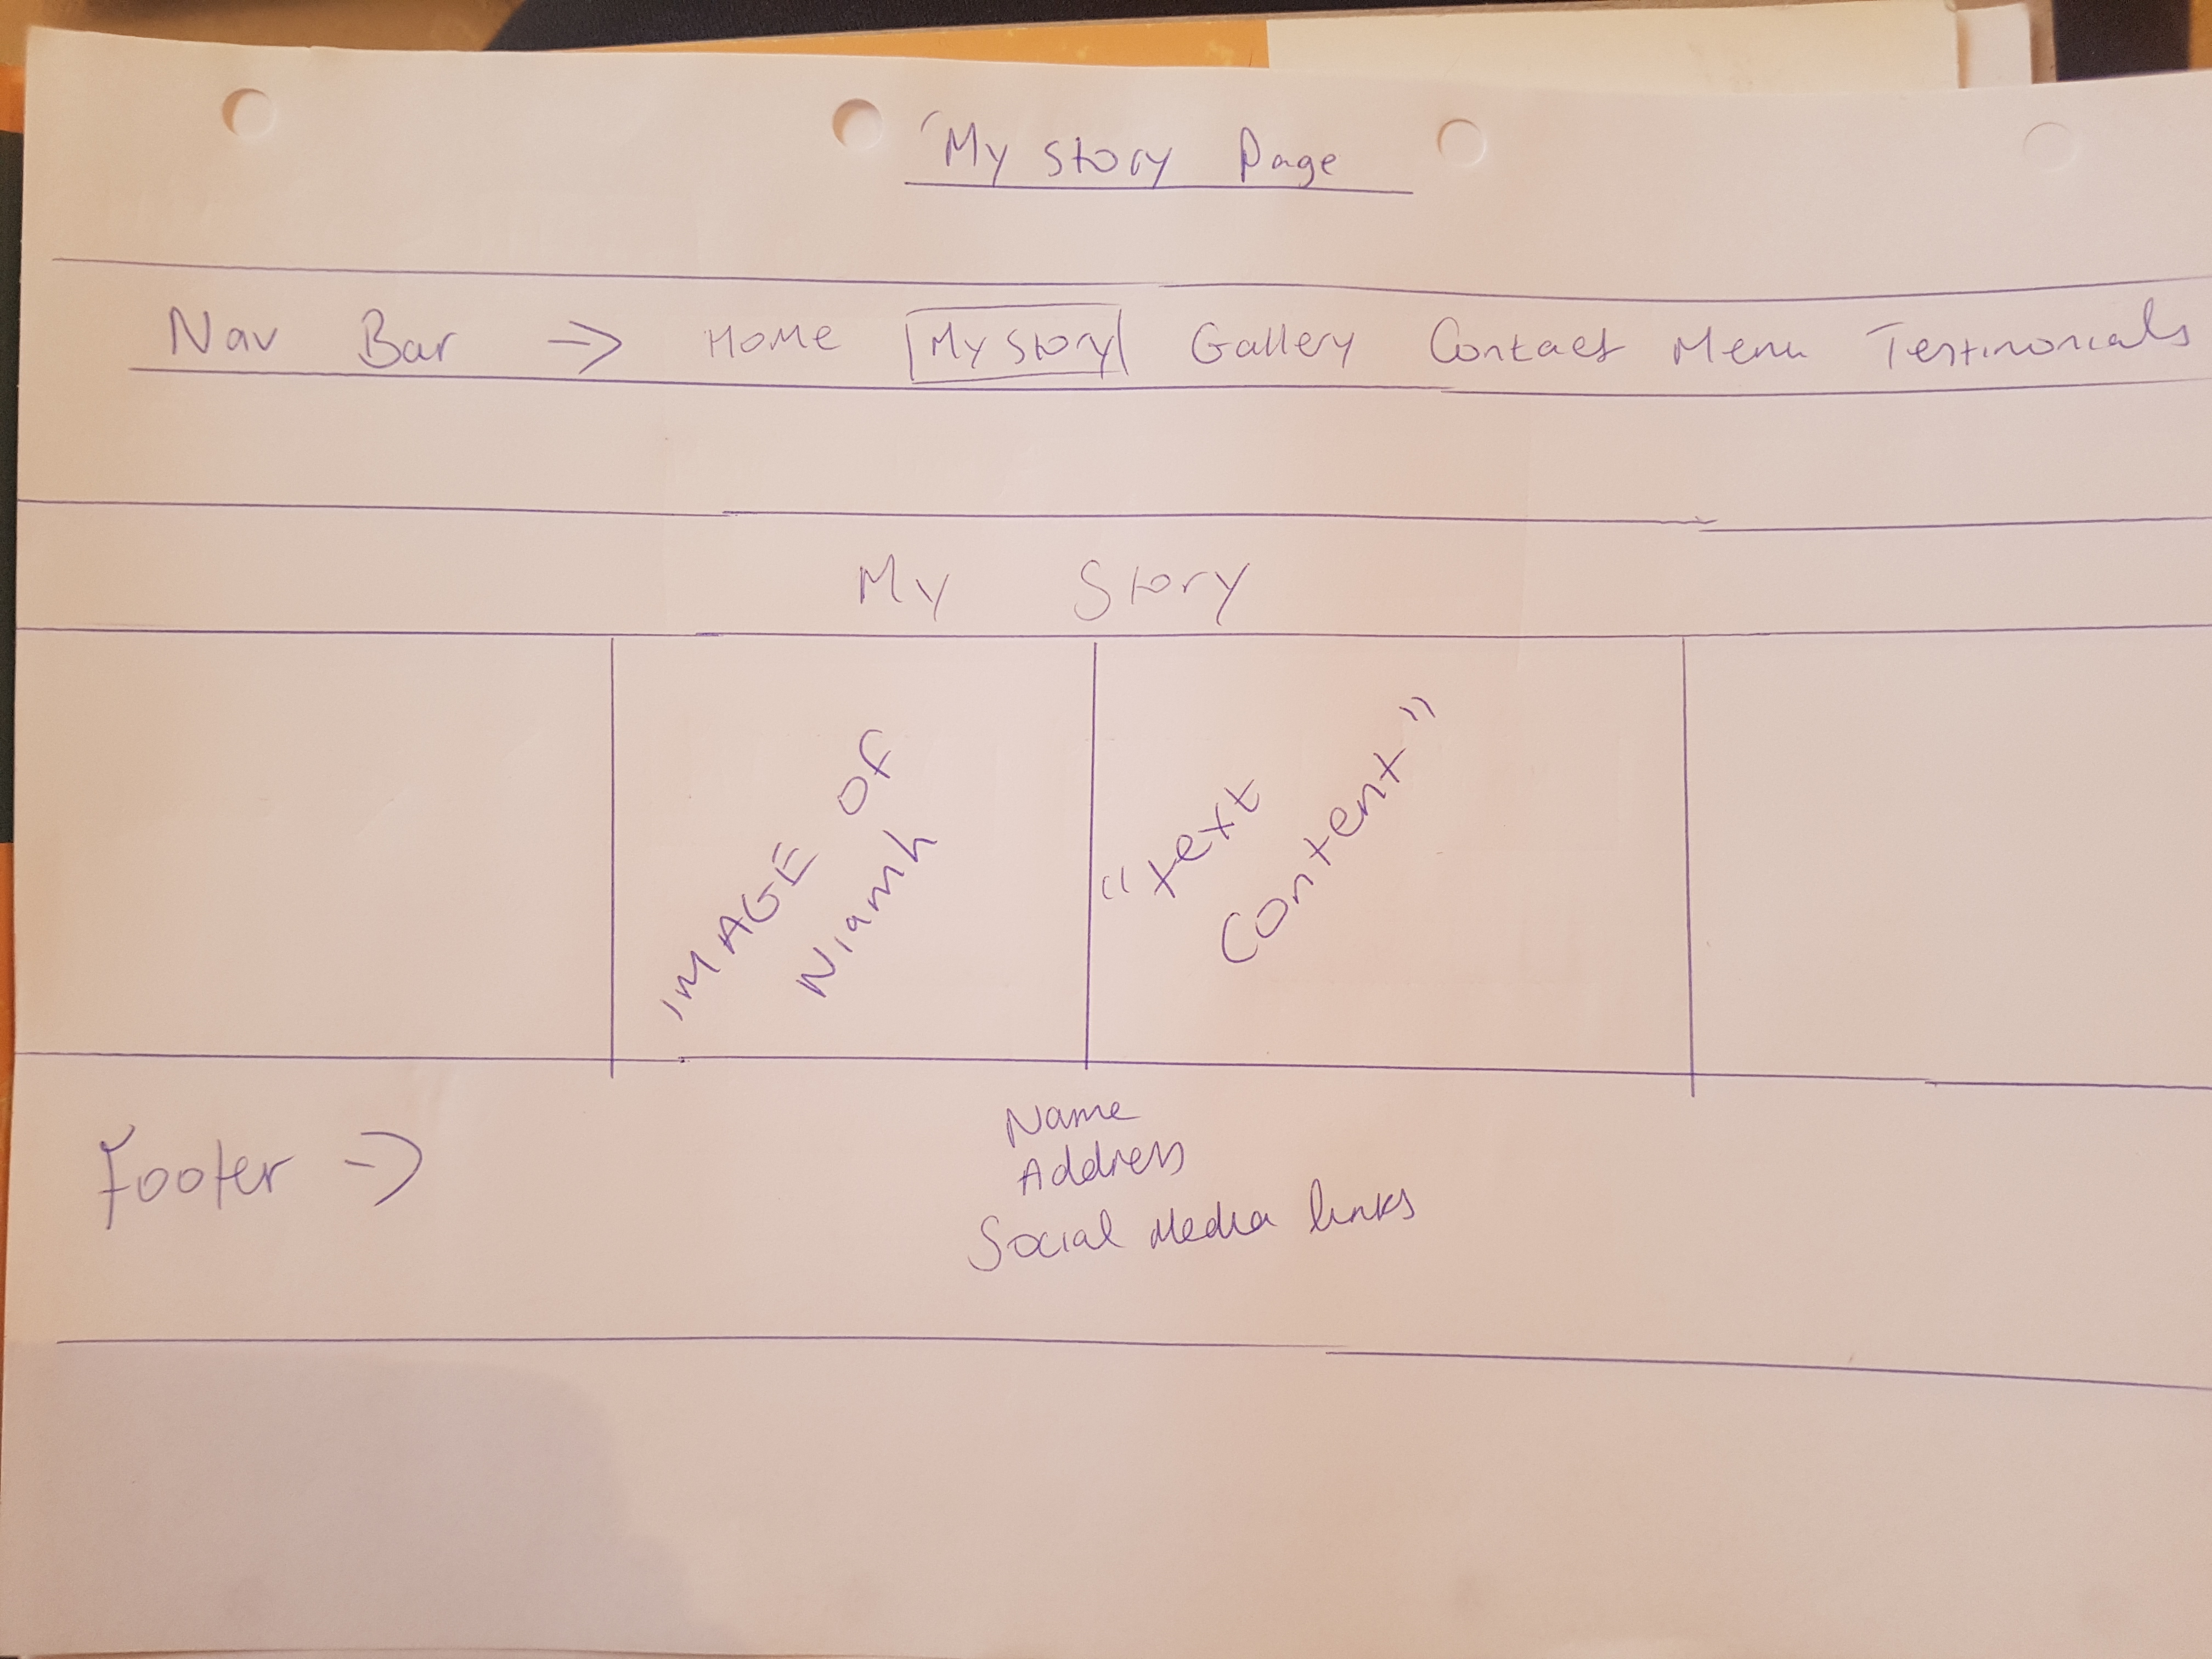 'My Story Page
Nav Bar → Home My Story Gallery Contact Menu Testimonials
My Story
IMAGE OF
Niamh
"Text
Content"
Footer →
Name
Address
Social Media links